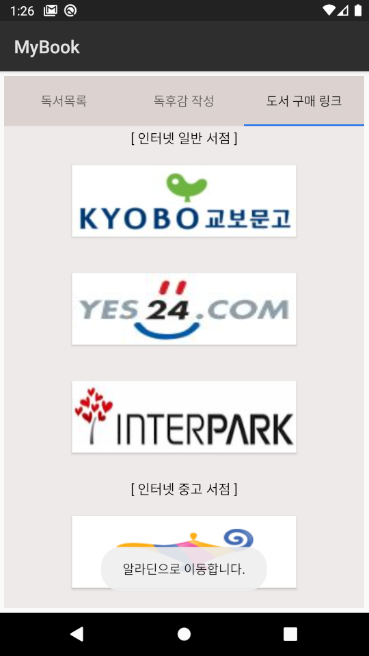 1:26
MyBook
독서목록
독후감 작성
도서 구매 링크
[ 인터넷 일반 서점 ]
KYOBO 교보문고
YES24.COM
INTERPARK
[ 인터넷 중고 서점 ]
알라딘으로 이동합니다.